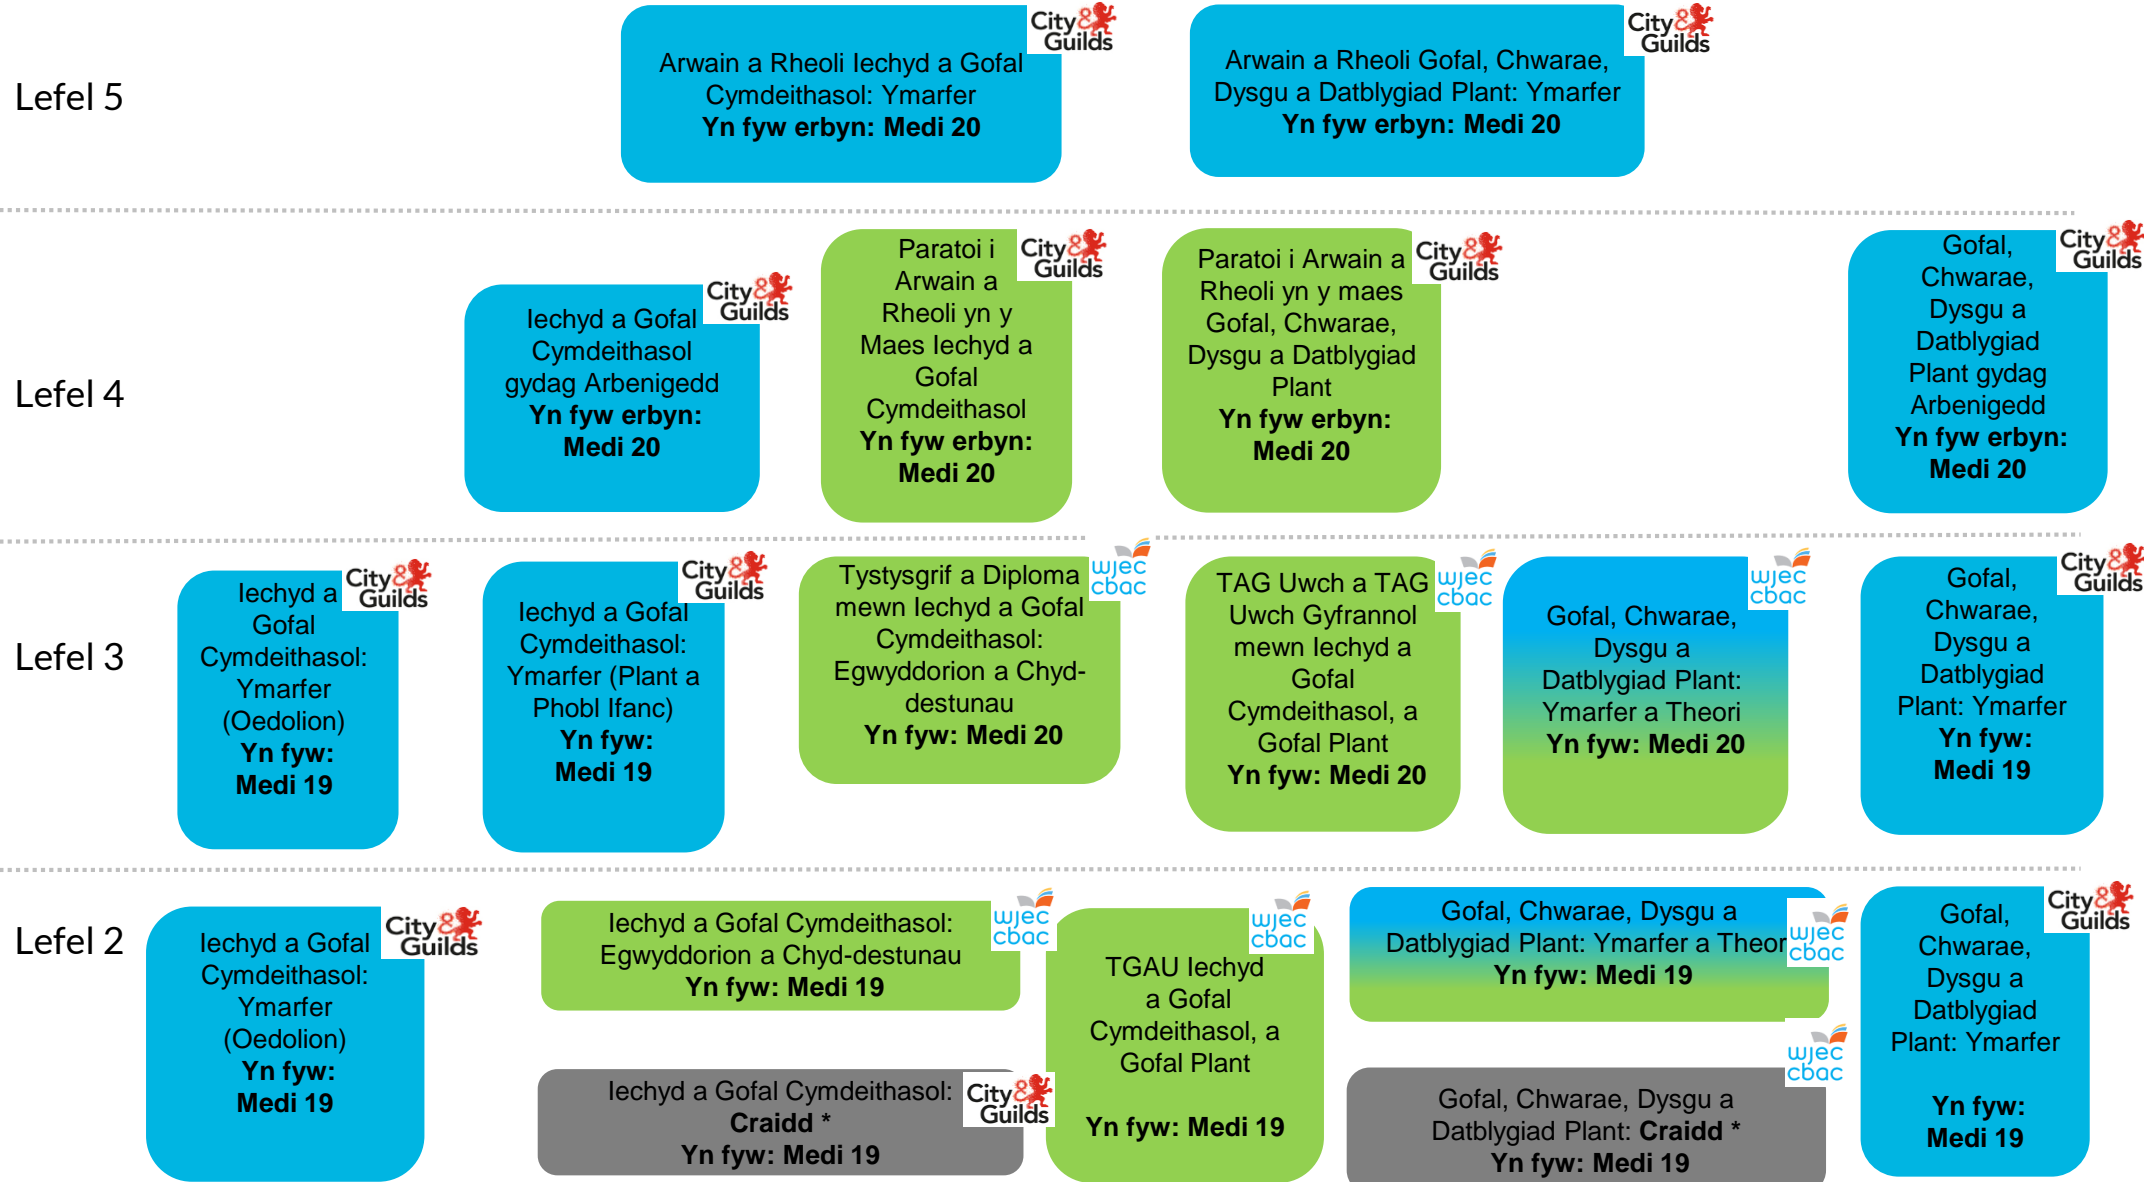 Lefel 5
Arwain a Rheoli Iechyd a Gofal
Cymdeithasol: Ymarfer
Yn fyw erbyn: Medi 20
City&
Guilds
Arwain a Rheoli Gofal, Chwarae,
Dysgu a Datblygiad Plant: Ymarfer
Yn fyw erbyn: Medi 20
City&
Guilds
Lefel 4
Iechyd a Gofal
Cymdeithasol
gydag Arbenigedd
Yn fyw erbyn:
Medi 20
City&
Guilds
Paratoi i
Arwain a
Rheoli yn y
Maes Iechyd a
Gofal
Cymdeithasol
Yn fyw erbyn:
Medi 20
City&
Guilds
Paratoi i Arwain a
Rheoli yn y maes
Gofal, Chwarae,
Dysgu a Datblygiad
Plant
Yn fyw erbyn:
Medi 20
City&
Guilds
Gofal,
Chwarae,
Dysgu a
Datblygiad
Plant gydag
Arbenigedd
Yn fyw erbyn:
Medi 20
City&
Guilds
Lefel 3
Iechyd a
Gofal
Cymdeithasol:
Ymarfer
(Oedolion)
Yn fyw:
Medi 19
City&
Guilds
Iechyd a Gofal
Cymdeithasol:
Ymarfer (Plant a
Phobl Ifanc)
Yn fyw:
Medi 19
City&
Guilds
Tystysgrif a Diploma
mewn Iechyd a Gofal
Cymdeithasol:
Egwyddorion a Chyd-
destunau
Yn fyw: Medi 20
wjec
cbac
TAG Uwch a TAG
Uwch Gyfrannol
mewn Iechyd a
Gofal
Cymdeithasol, a
Gofal Plant
Yn fyw: Medi 20
wjec
cbac
Gofal, Chwarae,
Dysgu a
Datblygiad Plant:
Ymarfer a Theori
Yn fyw: Medi 20
wjec
cbac
Gofal,
Chwarae,
Dysgu a
Datblygiad
Plant: Ymarfer
Yn fyw:
Medi 19
City&
Guilds
Lefel 2
Iechyd a Gofal
Cymdeithasol:
Ymarfer
(Oedolion)
Yn fyw:
Medi 19
City&
Guilds
Iechyd a Gofal Cymdeithasol:
Egwyddorion a Chyd-destunau
Yn fyw: Medi 19
wjec
cbac
Iechyd a Gofal Cymdeithasol:
Craidd *
Yn fyw: Medi 19
City&
Guilds
TGAU Iechyd
a Gofal
Cymdeithasol, a
Gofal Plant
Yn fyw: Medi 19
wjec
cbac
Gofal, Chwarae, Dysgu a
Datblygiad Plant: Ymarfer a Theor
Yn fyw: Medi 19
wjec
cbac
Gofal, Chwarae, Dysgu a
Datblygiad Plant: Craidd *
Yn fyw: Medi 19
wjec
cbac
Gofal,
Chwarae,
Dysgu a
Datblygiad
Plant: Ymarfer
Yn fyw:
Medi 19
City&
Guilds